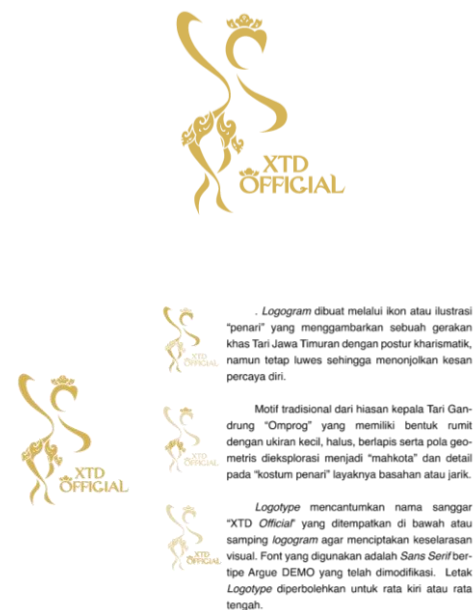 XTD
OFFICIAL
. Logogram dibuat melalui ikon atau ilustrasi
“penari” yang menggambarkan sebuah gerakan
khas Tari Jawa Timuran dengan postur kharismatik,
namun tetap luwes sehingga menonjolkan kesan
percaya diri.
XTD
OFFICIAL
Motif tradisional dari hiasan kepala Tari Gan-
drung “Omprog” yang memiliki bentuk rumit
dengan ukiran kecil, halus, berlapis serta pola geo-
metris dieksplorasi menjadi “mahkota” dan detail
pada “kostum penari” layaknya basahan atau jarik.
XTD
OFFICIAL
XTD
OFFICIAL
Logotype mencantumkan nama sanggar
“XTD Official” yang ditempatkan di bawah atau
samping logogram agar menciptakan keselarasan
visual. Font yang digunakan adalah Sans Serif ber-
tipe Argue DEMO yang telah dimodifikasi. Letak
Logotype diperbolehkan untuk rata kiri atau rata
tengah.
XTD
OFFICIAL